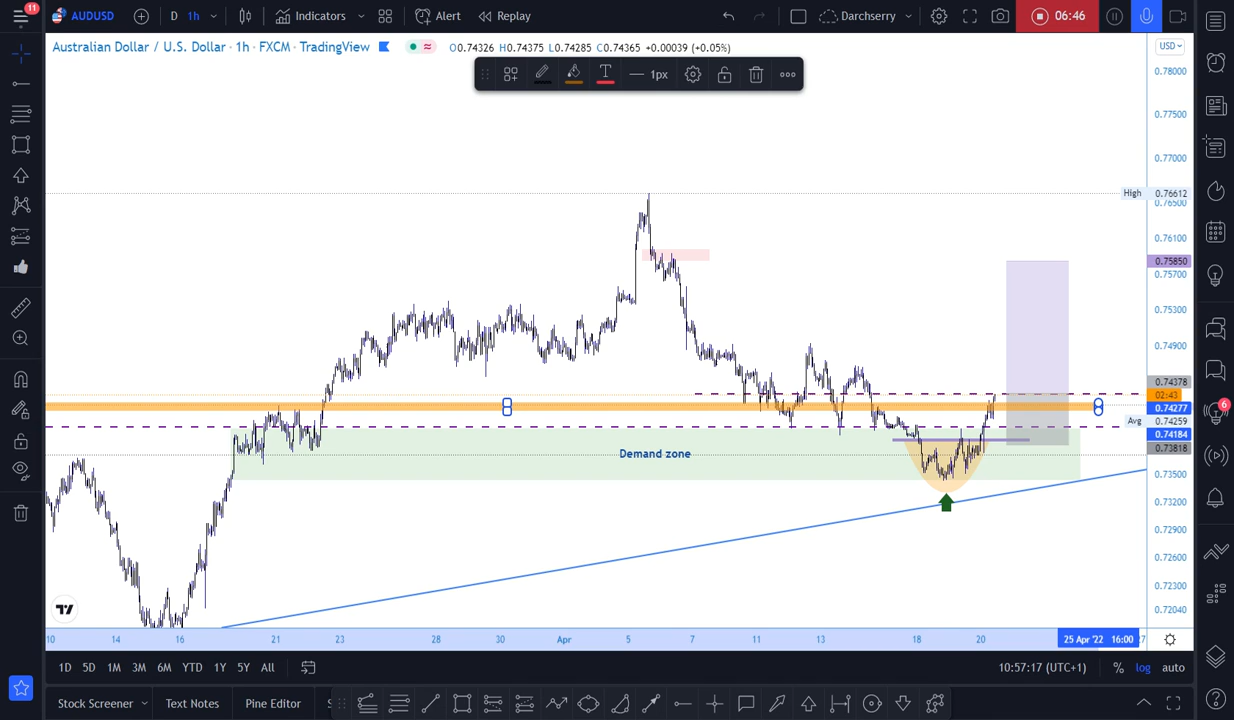 11
AUDUSD
D
1h
Indicators
Alert
Replay
Darchserry
06:46
Australian Dollar / U.S. Dollar · 1h · FXCM · TradingView
O0.74326 H0.74375 L0.74285 C0.74365 +0.00039 (+0.05%)
USD
T
1px
0.78000
0.77500
0.77000
High 0.76612
0.76500
0.76100
0.75850
0.75700
0.75300
0.74900
0.74378
02:43
0.74277
Avg 0.74259
0.74184
0.73818
0.73500
0.73200
0.72900
0.72600
0.72300
0.72040
Demand zone
6
10 14 16 21 23 28 30 Apr 5 7 11 13 18 20 25 Apr '22 16:00
1D 5D 1M 3M 6M YTD 1Y 5Y All
10:57:17 (UTC+1)
%
log
auto
Stock Screener
Text Notes
Pine Editor